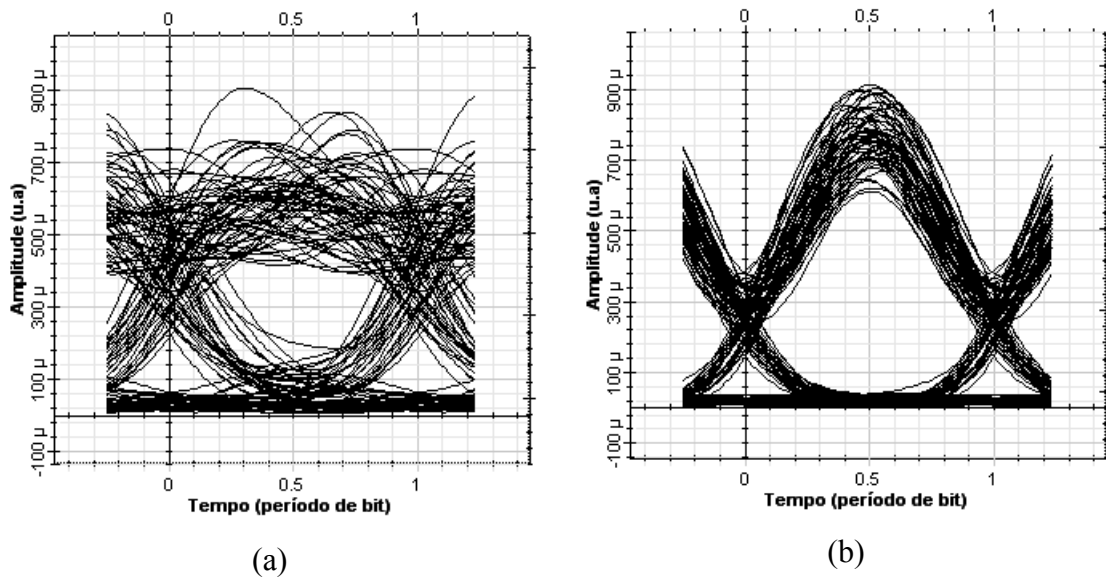 0 0.5 1
Amplitude (u.a)
900 µ
700 µ
500 µ
300 µ
100 µ
-100 µ
0 0.5 1
Tempo (período de bit)
(a)
0 0.5 1
Amplitude (u.a)
900 µ
700 µ
500 µ
300 µ
100 µ
-100 µ
0 0.5 1
Tempo (período de bit)
(b)